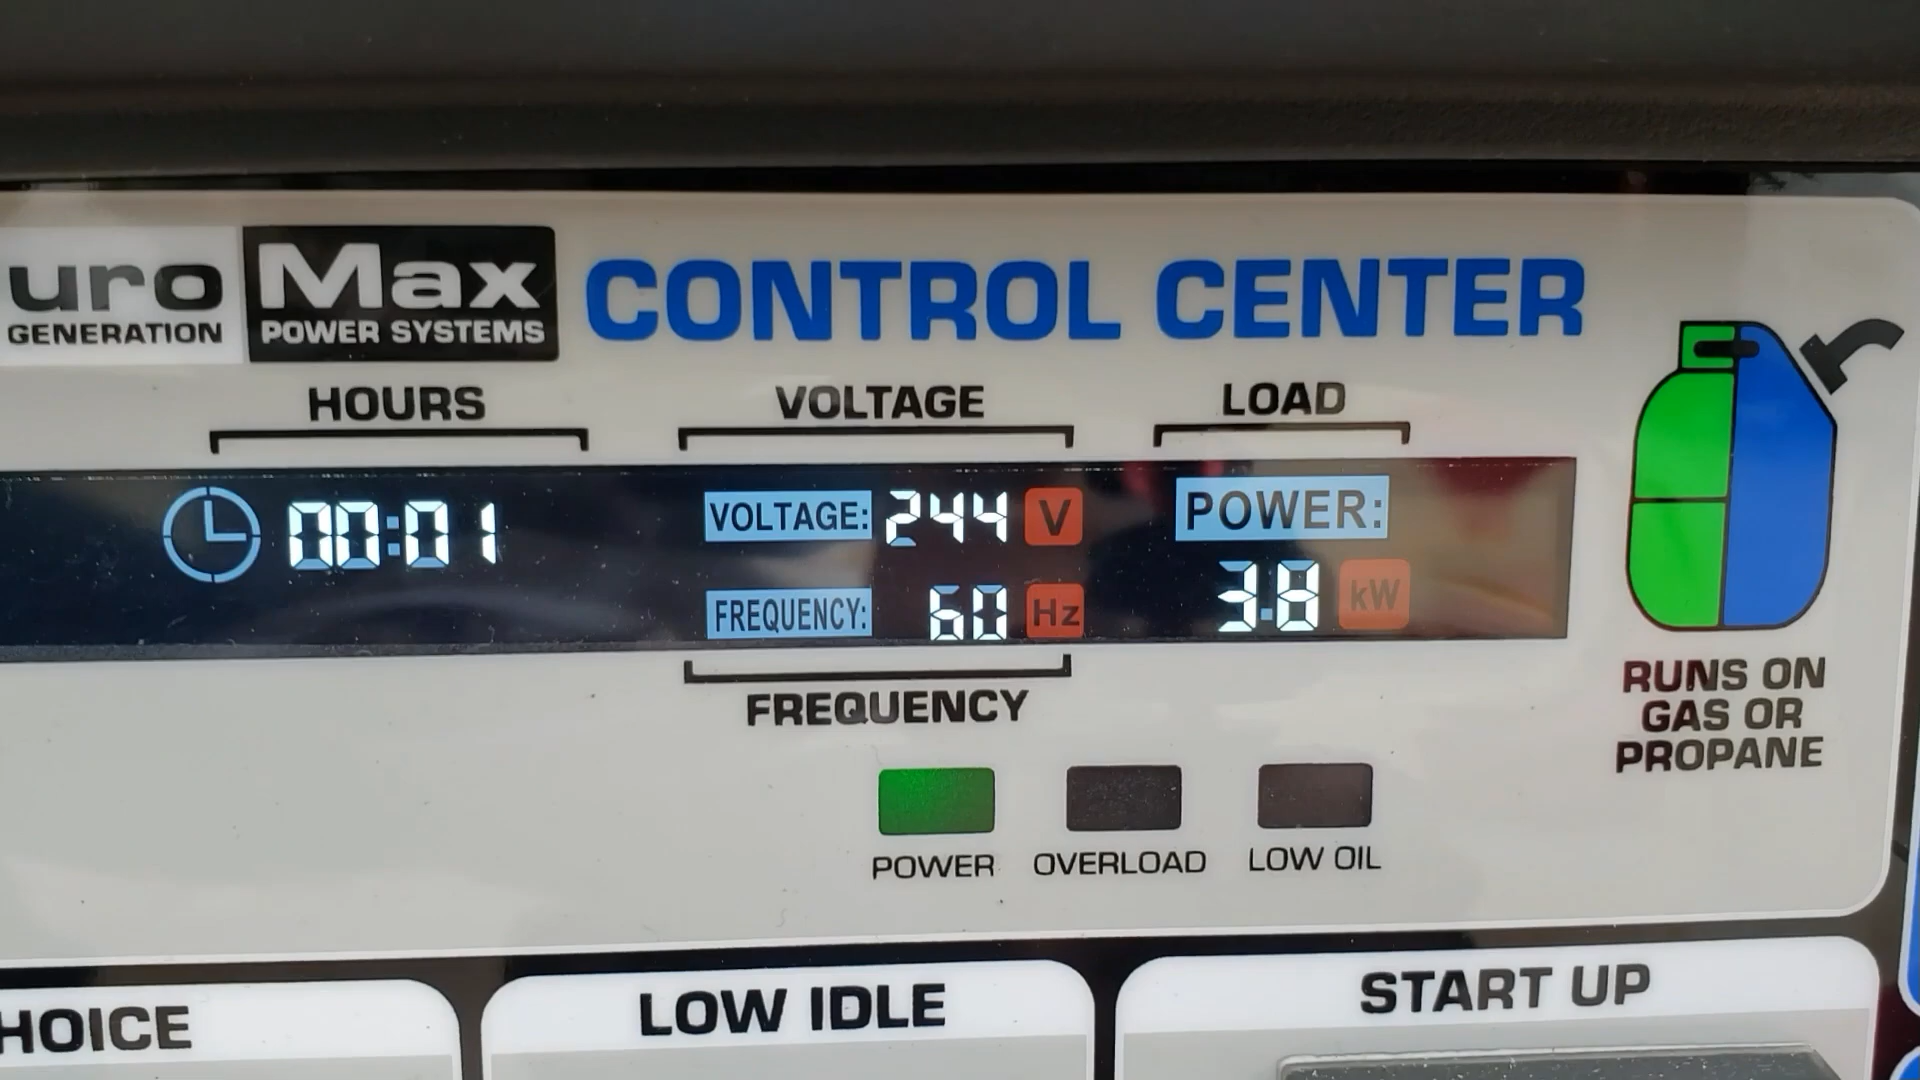 uro Max CONTROL CENTER
GENERATION POWER SYSTEMS
HOURS VOLTAGE LOAD
00:01 VOLTAGE: 244 V POWER:
FREQUENCY: 60 Hz 3.8 kW
FREQUENCY
RUNS ON
GAS OR
PROPANE
POWER OVERLOAD LOW OIL
HOICE LOW IDLE START UP